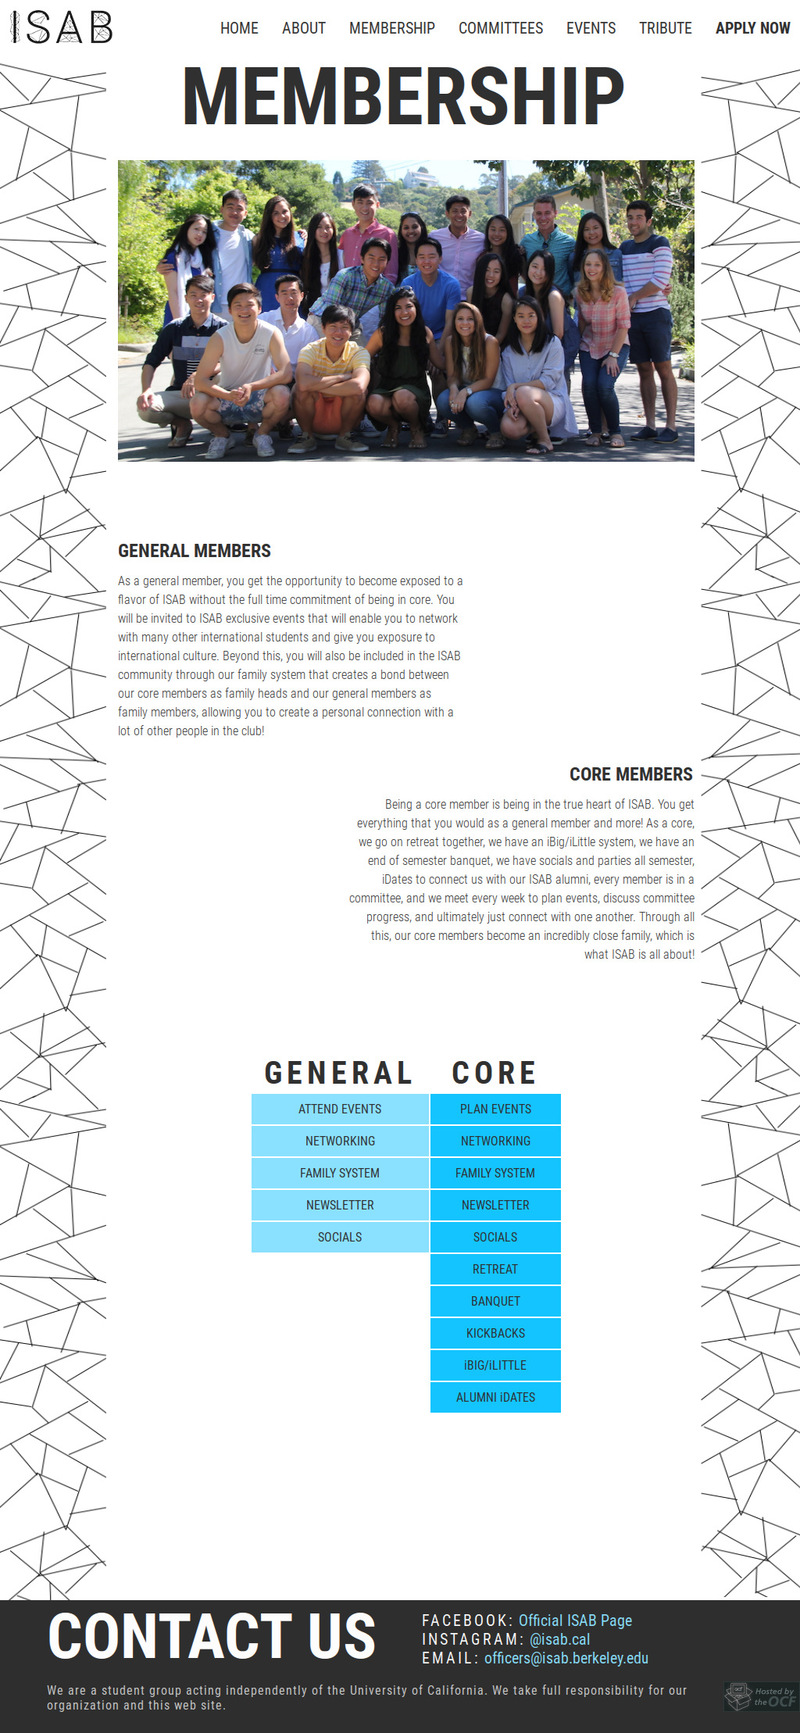 ISAB
HOME ABOUT MEMBERSHIP COMMITTEES EVENTS TRIBUTE APPLY NOW
MEMBERSHIP
GENERAL MEMBERS
As a general member, you get the opportunity to become exposed to a
flavor of ISAB without the full time commitment of being in core. You
will be invited to ISAB exclusive events that will enable you to network
with many other international students and give you exposure to
international culture. Beyond this, you will also be included in the ISAB
community through our family system that creates a bond between
our core members as family heads and our general members as
family members, allowing you to create a personal connection with a
lot of other people in the club!
CORE MEMBERS
Being a core member is being in the true heart of ISAB. You get
everything that you would as a general member and more! As a core,
we go on retreat together, we have an iBig/iLittle system, we have an
end of semester banquet, we have socials and parties all semester,
iDates to connect us with our ISAB alumni, every member is in a
committee, and we meet every week to plan events, discuss committee
progress, and ultimately just connect with one another. Through all
this, our core members become an incredibly close family, which is
what ISAB is all about!
GENERAL CORE
ATTEND EVENTS PLAN EVENTS
NETWORKING NETWORKING
FAMILY SYSTEM FAMILY SYSTEM
NEWSLETTER NEWSLETTER
SOCIALS SOCIALS
RETREAT
BANQUET
KICKBACKS
iBIG/iLITTLE
ALUMNI iDATES
CONTACT US
FACEBOOK: Official ISAB Page
INSTAGRAM: @isab.cal
EMAIL: officers@isab.berkeley.edu
We are a student group acting independently of the University of California. We take full responsibility for our
organization and this web site.
Hosted by
the OCF